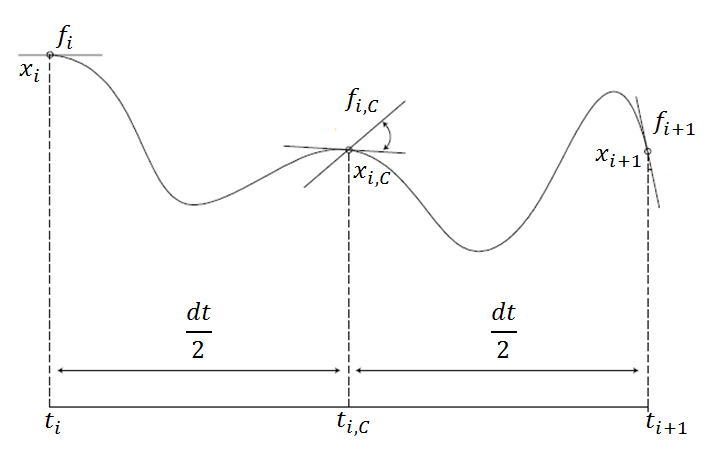 f_i
x_i
f_{i,C}
x_{i,C}
f_{i+1}
x_{i+1}
dt/2
dt/2
t_i
t_{i,C}
t_{i+1}